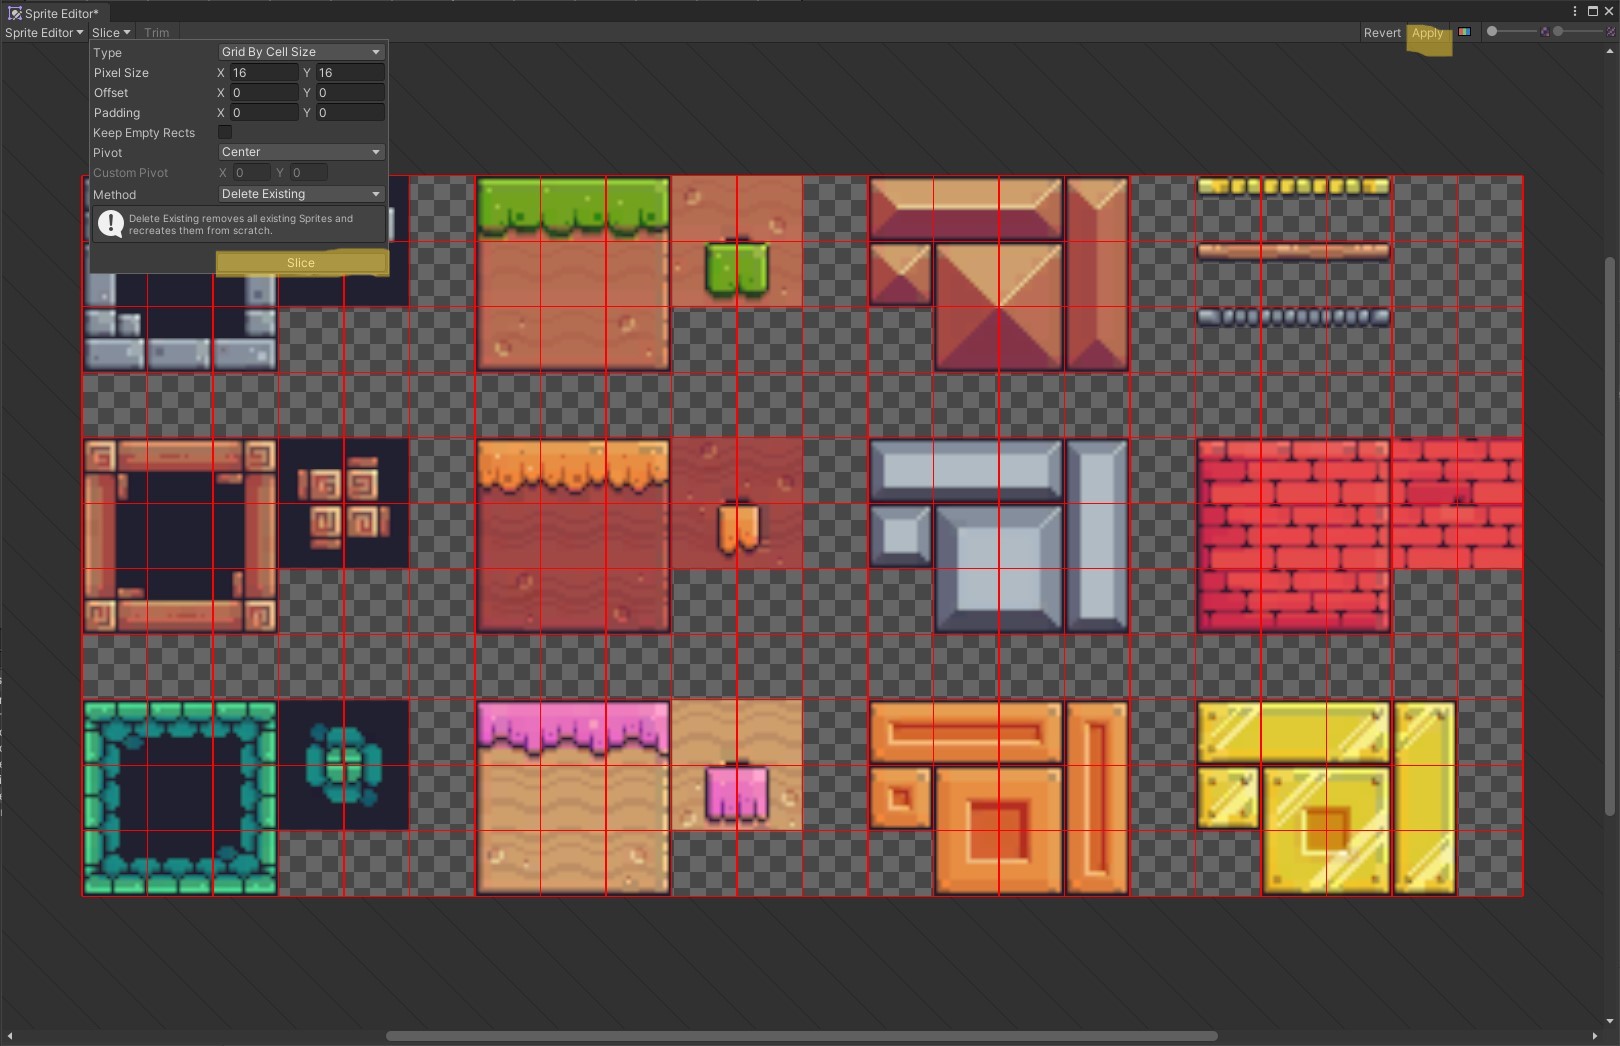 Sprite Editor*
Sprite Editor Slice Trim Revert Apply
Type Grid By Cell Size
Pixel Size X 16 Y 16
Offset X 0 Y 0
Padding X 0 Y 0
Keep Empty Rects
Pivot Center
Custom Pivot X 0 Y 0
Method Delete Existing
Delete Existing removes all existing Sprites and
recreates them from scratch.
Slice